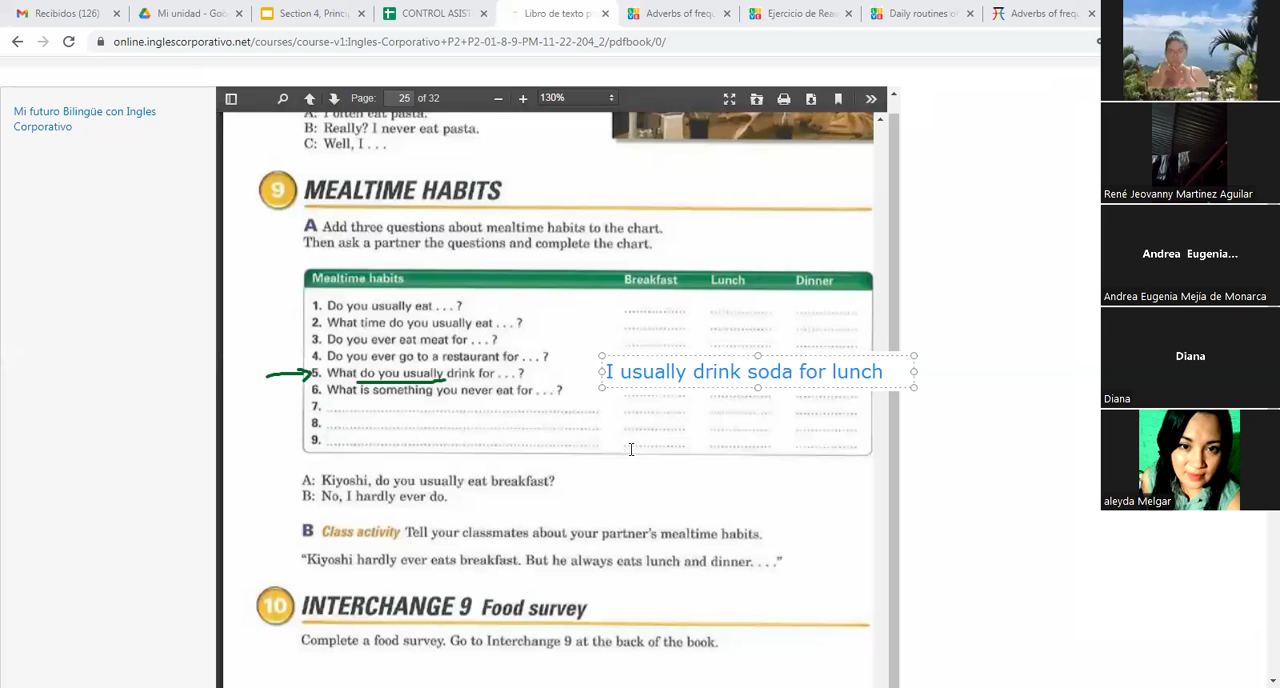 Recibidos (126)
Mi unidad - Goo
Section 4, Princi
CONTROL ASIST
Libro de texto p
Adverbs of frequ
Ejercicio de Rea
Daily routines of
Adverbs of frequ
online.inglescorporativo.net/courses/course-v1:Ingles-Corporativo+P2+P2-01-8-9-PM-11-22-204_2/pdfbook/0/
Mi futuro Bilingüe con Ingles
Corporativo
Page: 25 of 32
130%
A: I often eat pasta.
B: Really? I never eat pasta.
C: Well, I . . .
9 MEALTIME HABITS
A Add three questions about mealtime habits to the chart.
Then ask a partner the questions and complete the chart.
Mealtime habits Breakfast Lunch Dinner
1. Do you usually eat . . . ?
2. What time do you usually eat . . . ?
3. Do you ever eat meat for . . . ?
4. Do you ever go to a restaurant for . . . ?
5. What do you usually drink for . . . ?
I usually drink soda for lunch
6. What is something you never eat for . . . ?
7.
8.
9.
A: Kiyoshi, do you usually eat breakfast?
B: No, I hardly ever do.
B Class activity Tell your classmates about your partner's mealtime habits.
"Kiyoshi hardly ever eats breakfast. But he always eats lunch and dinner. . . ."
10 INTERCHANGE 9 Food survey
Complete a food survey. Go to Interchange 9 at the back of the book.
René Jeovanny Martinez Aguilar
Andrea Eugenia...
Andrea Eugenia Mejía de Monarca
Diana
Diana
aleyda Melgar